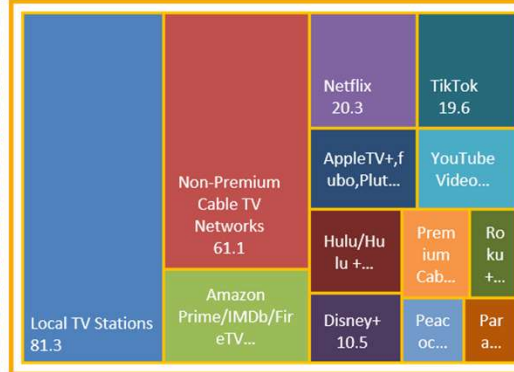 Local TV Stations
81.3
Non-Premium
Cable TV
Networks
61.1
Amazon
Prime/IMDb/Fir
eTV...
Netflix
20.3
TikTok
19.6
AppleTV+,f
ubo,Plut...
YouTube
Video...
Hulu/Hu
lu +...
Prem
ium
Cab...
Ro
ku
+...
Disney+
10.5
Peac
oc...
Par
a...